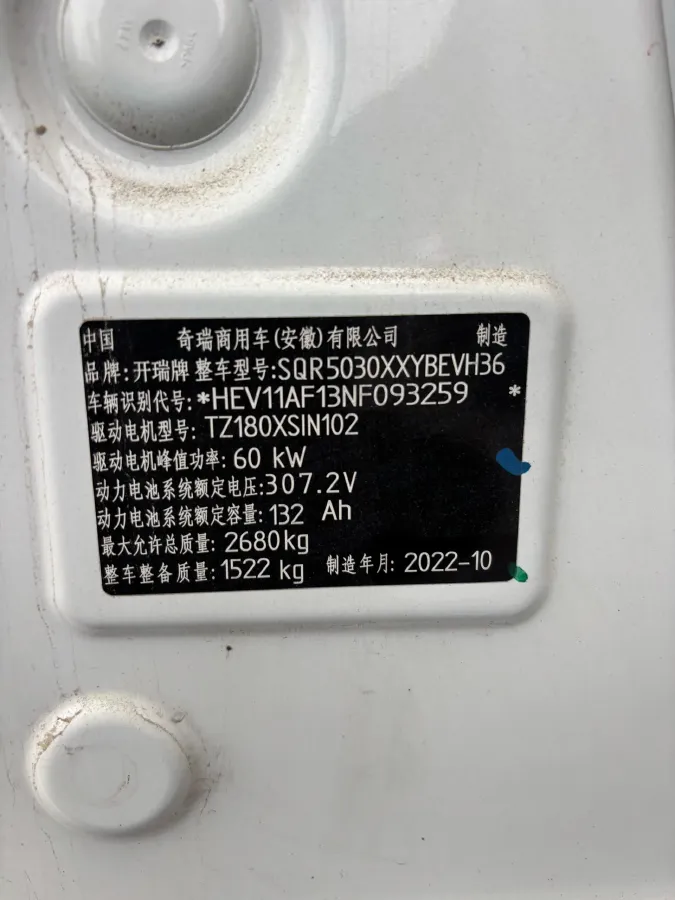 中国 奇瑞商用车(安徽)有限公司 制造
品牌:开瑞牌 整车型号:SQR5030XXYBEVH36
车辆识别代号:*HEV11AF13NF093259 *
驱动电机型号: TZ180XSIN102
驱动电机峰值功率: 60 kW
动力电池系统额定电压:307.2V
动力电池系统额定容量: 132 Ah
最大允许总质量: 2680kg
整车整备质量: 1522 kg 制造年月: 2022-10